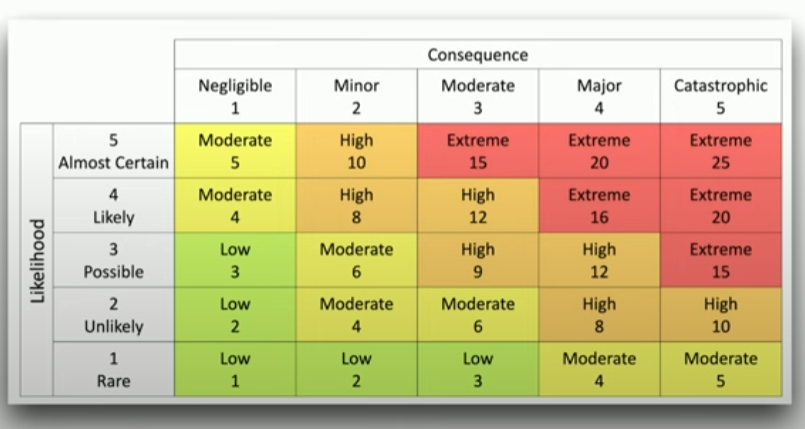 Consequence
Negligible Minor Moderate Major Catastrophic
1 2 3 4 5
Likelihood
5 Moderate High Extreme Extreme Extreme
Almost Certain 5 10 15 20 25
4 Moderate High High Extreme Extreme
Likely 4 8 12 16 20
3 Low Moderate High High Extreme
Possible 3 6 9 12 15
2 Low Moderate Moderate High High
Unlikely 2 4 6 8 10
1 Low Low Low Moderate Moderate
Rare 1 2 3 4 5